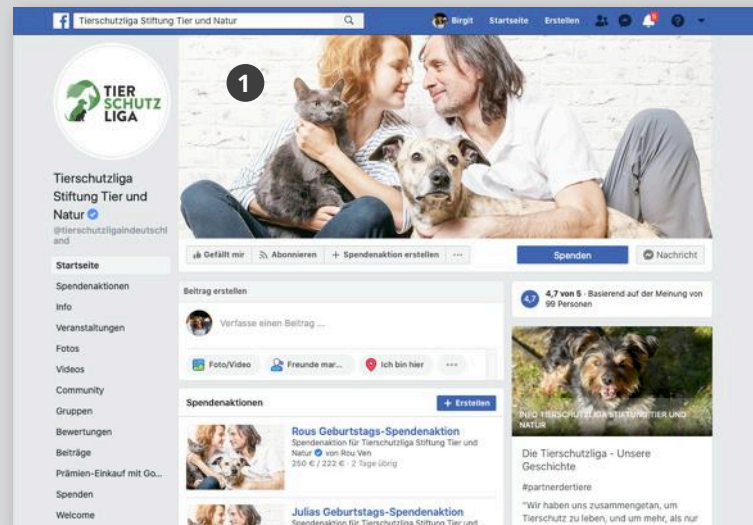 Tierschutzliga Stiftung Tier und Natur
Birgit Startseite Erstellen
1
TIER
SCHUTZ
LIGA
Tierschutzliga
Stiftung Tier und
Natur
@tierschutzligaindeutschl
and
Startseite
Spendenaktionen
Info
Veranstaltungen
Fotos
Videos
Community
Gruppen
Bewertungen
Beiträge
Prämien-Einkauf mit Go...
Spenden
Welcome
Gefällt mir Abonnieren + Spendenaktion erstellen ...
Spenden Nachricht
Beitrag erstellen
Verfasse einen Beitrag ...
Foto/Video Freunde mar... Ich bin hier ...
Spendenaktionen + Erstellen
Rous Geburtstags-Spendenaktion
Spendenaktion für Tierschutzliga Stiftung Tier und
Natur von Rou Ven
250 € / 222 € · 2 Tage übrig
Julias Geburtstags-Spendenaktion
Spendenaktion für Tierschutzliga Stiftung Tier und
4,7 4,7 von 5 · Basierend auf der Meinung von
99 Personen
INFO TIERSCHUTZLIGA STIFTUNG TIER UND
NATUR
Die Tierschutzliga - Unsere
Geschichte
#partnerdertiere
"Wir haben uns zusammengetan, um
Tierschutz zu leben, und um mehr, als nur